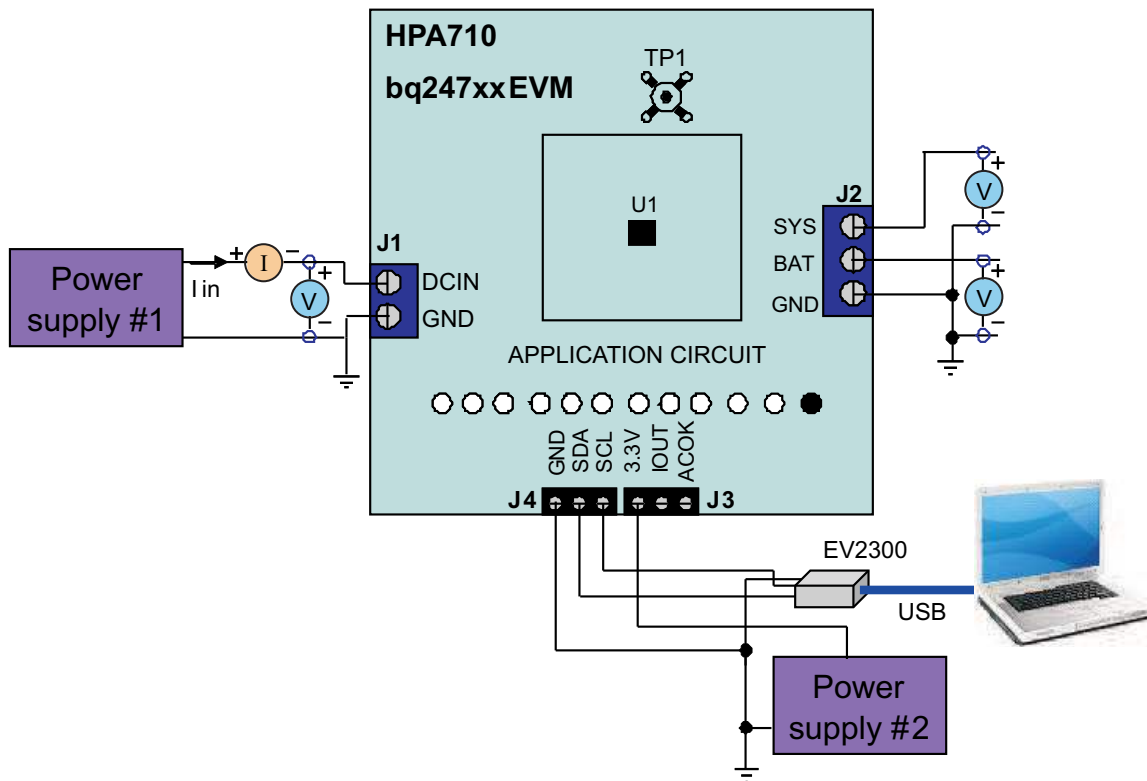 HPA710
bq247xxEVM
TP1
U1
J1
DCIN
GND
J2
SYS
BAT
GND
+
-
V
+
-
V
Power
supply #1
I in
+
I
-
+
V
-
APPLICATION CIRCUIT
GND
SDA
SCL
3.3V
IOUT
ACOK
J4
J3
EV2300
USB
Power
supply #2